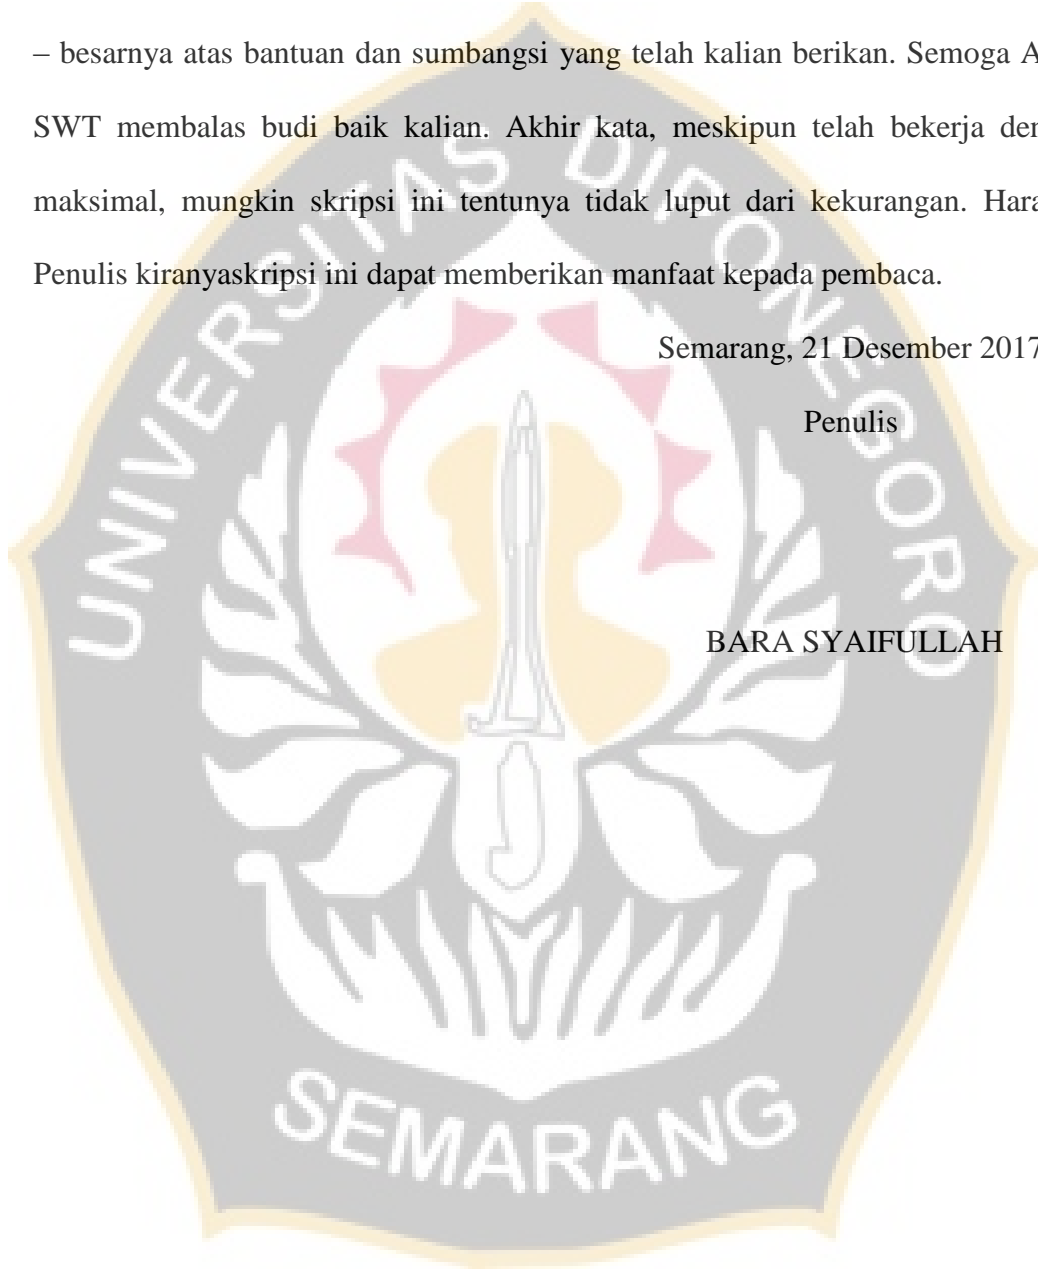 – besarnya atas bantuan dan sumbangsi yang telah kalian berikan. Semoga A
SWT membalas budi baik kalian. Akhir kata, meskipun telah bekerja den
maksimal, mungkin skripsi ini tentunya tidak luput dari kekurangan. Hara
Penulis kiranyaskripsi ini dapat memberikan manfaat kepada pembaca.
Semarang, 21 Desember 2017
Penulis
BARA SYAIFULLAH
UNIVERSITAS DIPONEGORO
SEMARANG